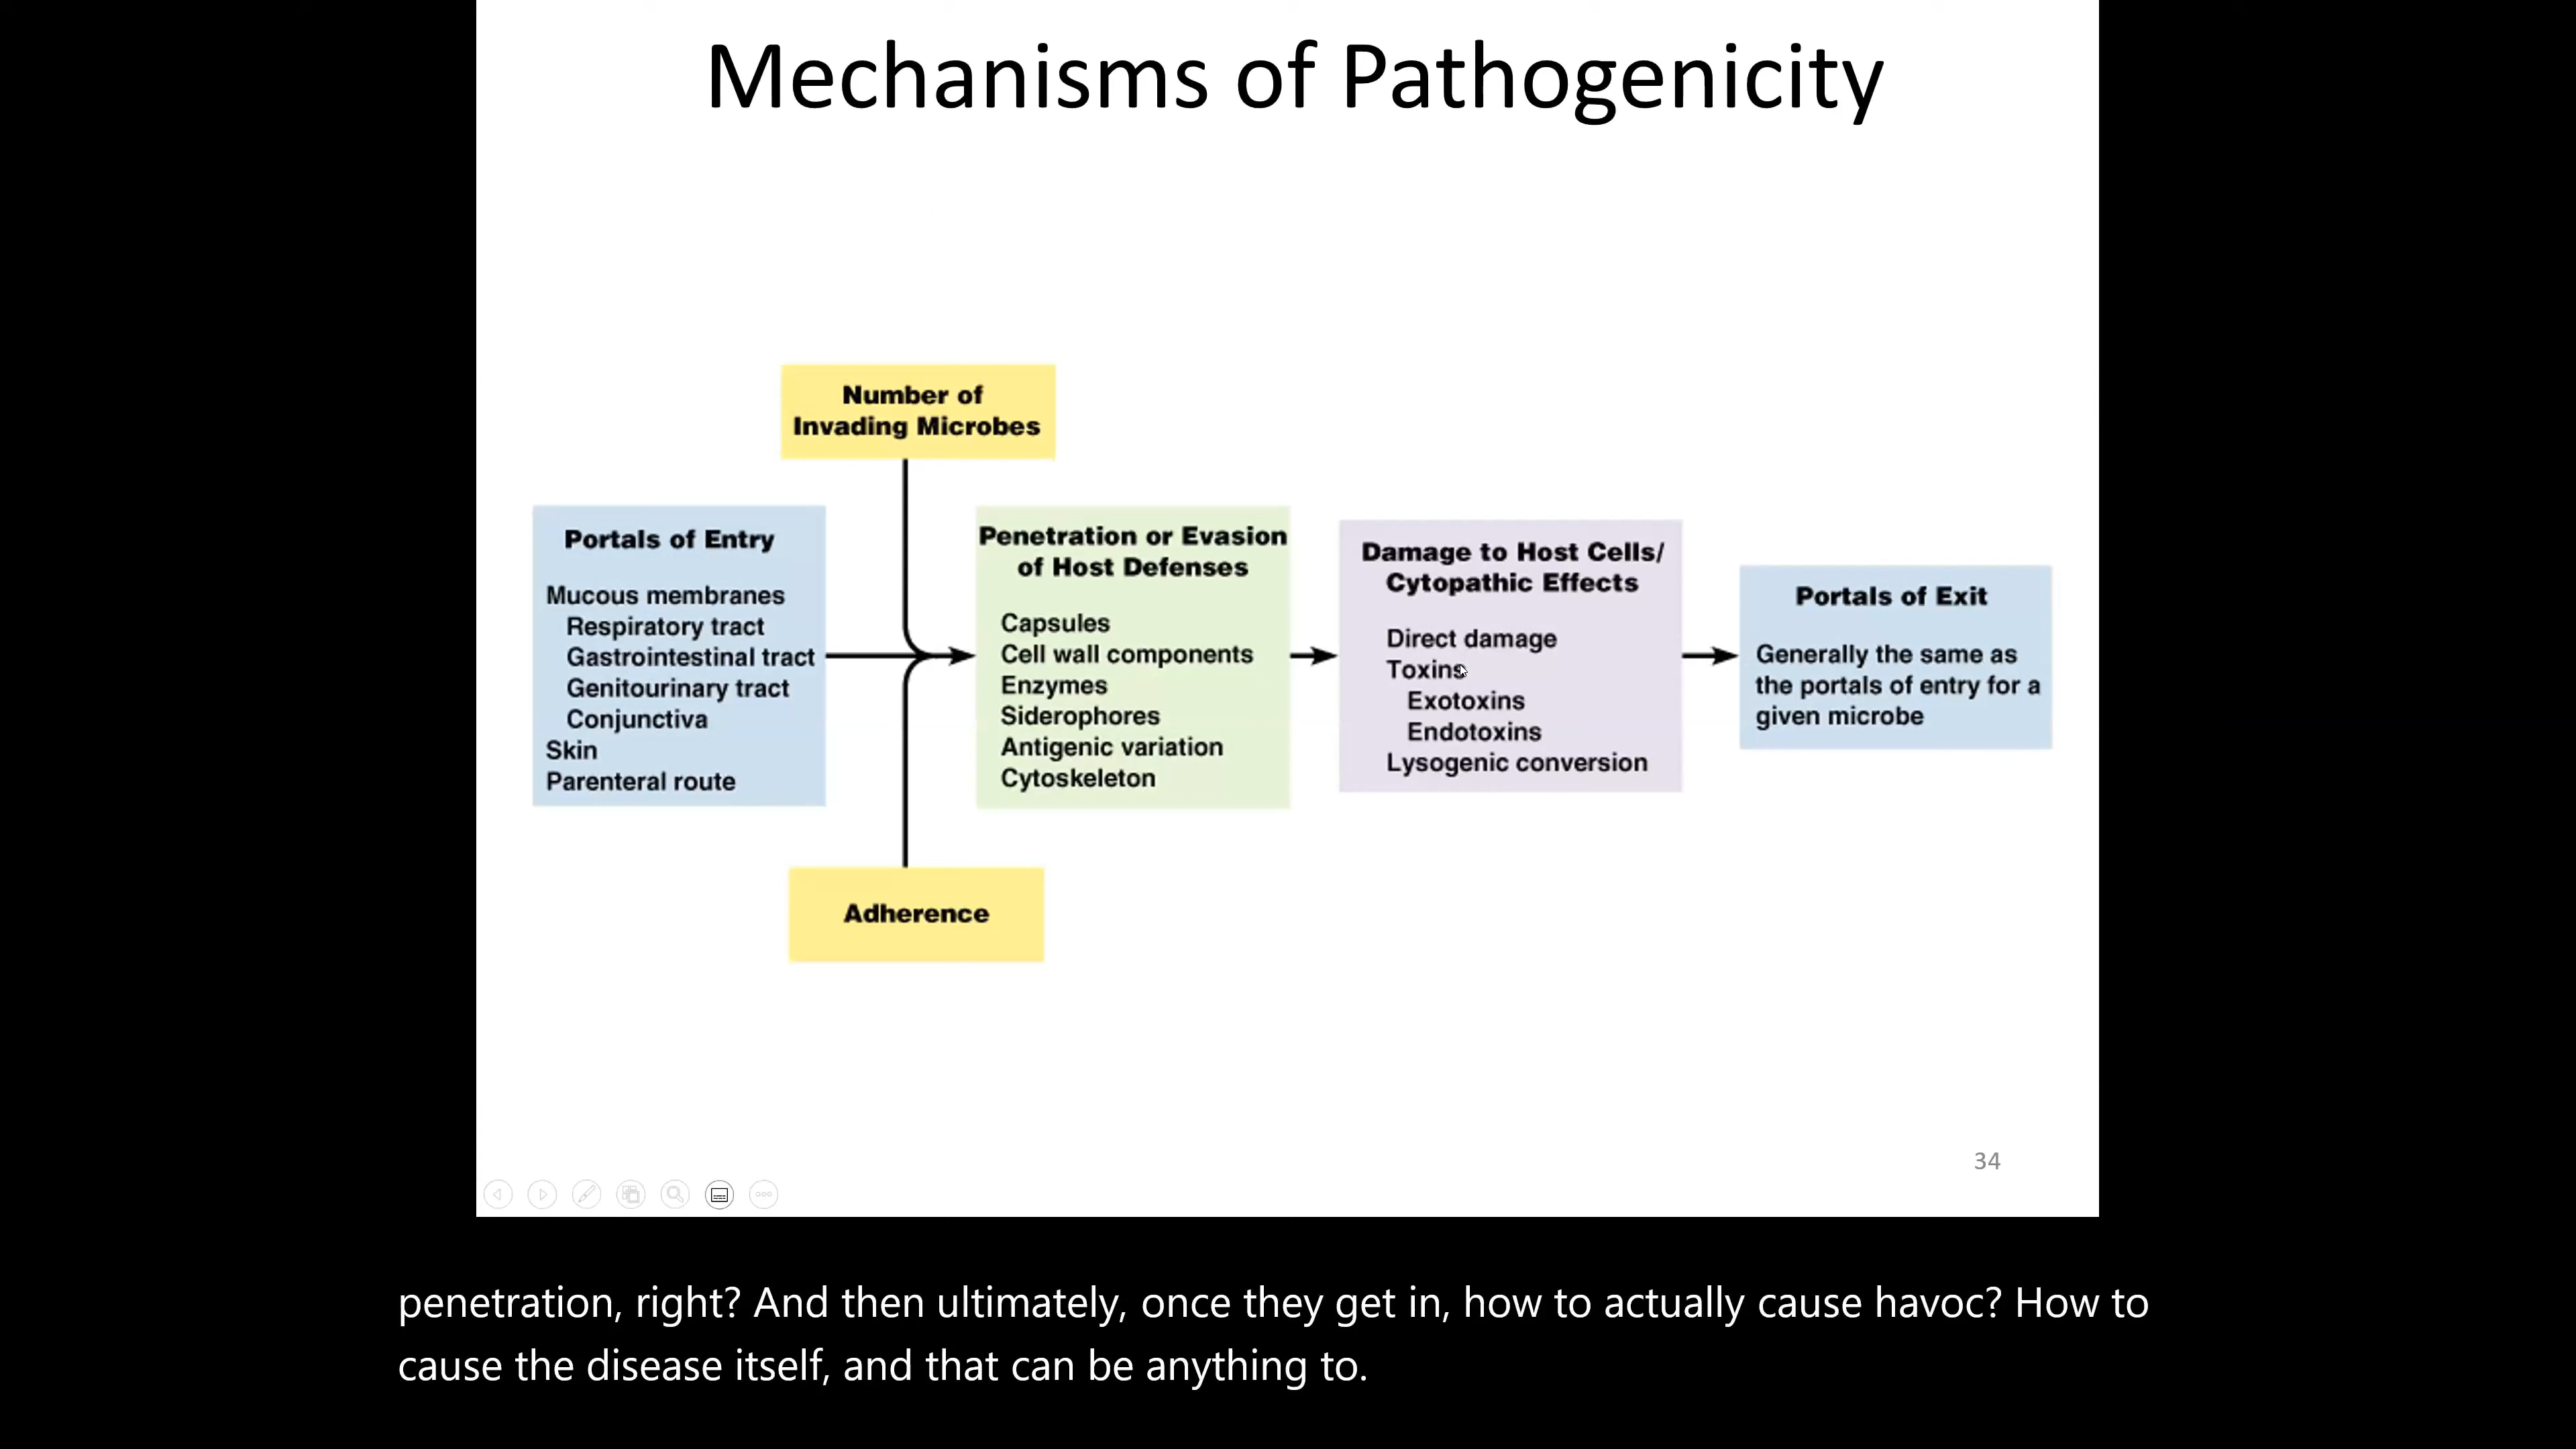 Mechanisms of Pathogenicity
Number of
Invading Microbes
Portals of Entry
Mucous membranes
Respiratory tract
Gastrointestinal tract
Genitourinary tract
Conjunctiva
Skin
Parenteral route
Adherence
Penetration or Evasion
of Host Defenses
Capsules
Cell wall components
Enzymes
Siderophores
Antigenic variation
Cytoskeleton
Damage to Host Cells/
Cytopathic Effects
Direct damage
Toxins
Exotoxins
Endotoxins
Lysogenic conversion
Portals of Exit
Generally the same as
the portals of entry for a
given microbe
34
penetration, right? And then ultimately, once they get in, how to actually cause havoc? How to
cause the disease itself, and that can be anything to.